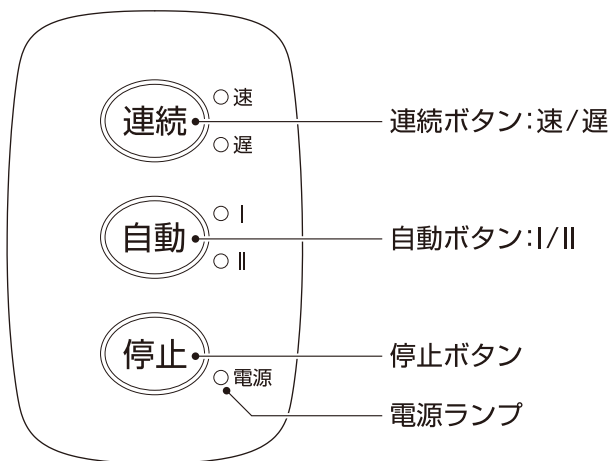 連続
速
遅
連続ボタン：速/遅
自動
Ⅰ
Ⅱ
自動ボタン：Ⅰ/Ⅱ
停止
停止ボタン
電源
電源ランプ